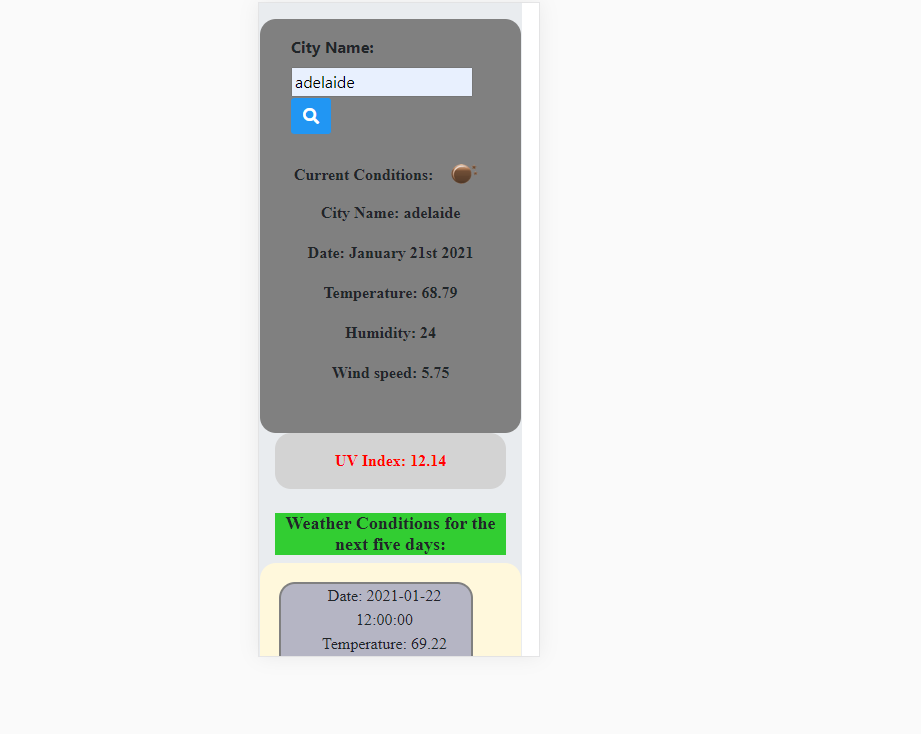 City Name:
adelaide
Current Conditions:
City Name: adelaide
Date: January 21st 2021
Temperature: 68.79
Humidity: 24
Wind speed: 5.75
UV Index: 12.14
Weather Conditions for the
next five days:
Date: 2021-01-22
12:00:00
Temperature: 69.22